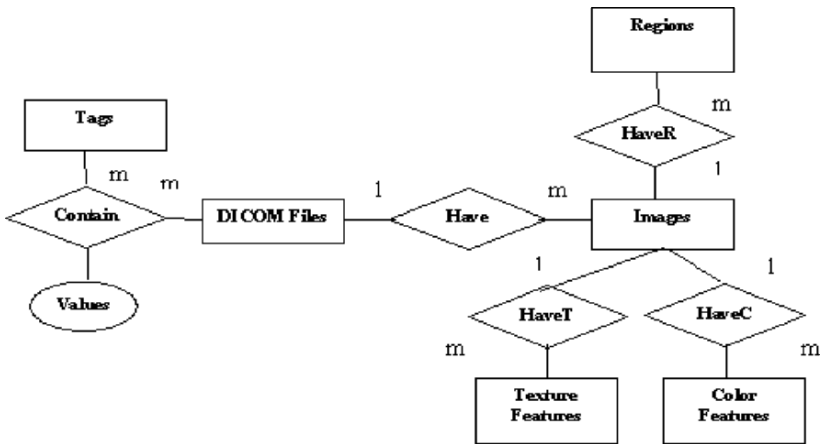 Regions
m
HaveR
1
Tags
m
m
Contain
DICOM Files
1
Have
m
Images
Values
1
1
HaveT
HaveC
m
m
Texture
Features
Color
Features